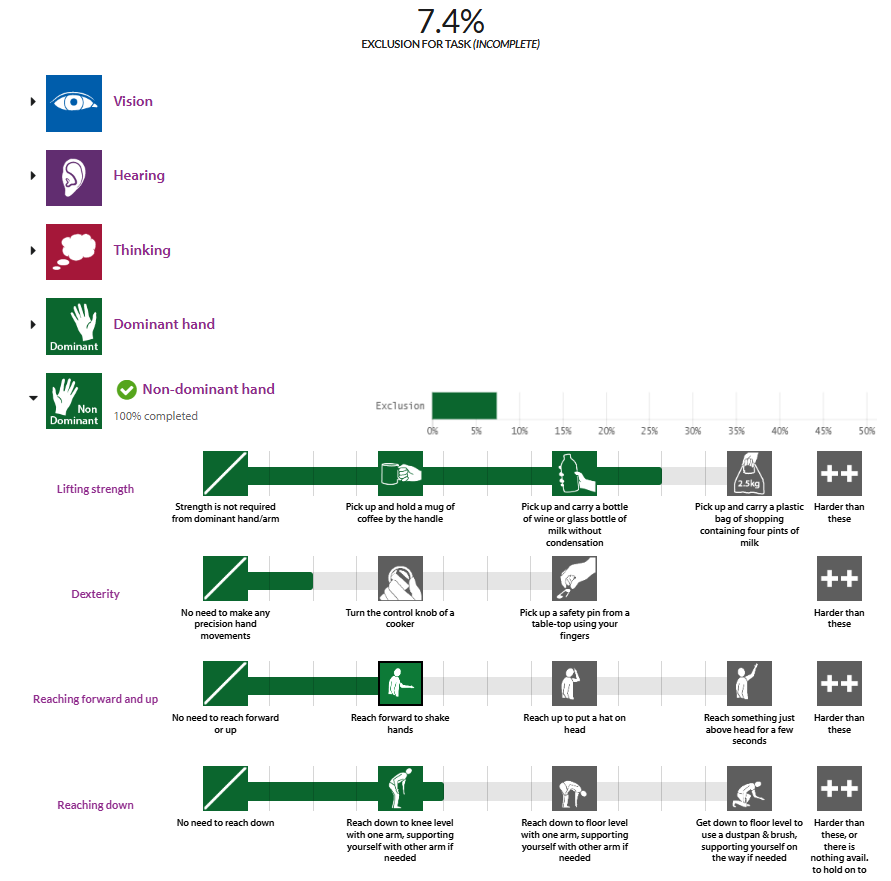 7.4%
EXCLUSION FOR TASK (INCOMPLETE)
Vision
Hearing
Thinking
Dominant
Dominant hand
Non
Dominant
Non-dominant hand
100% completed
Exclusion
0% 5% 10% 15% 20% 25% 30% 35% 40% 45% 50%
Lifting strength
Strength is not required
from dominant hand/arm
Pick up and hold a mug of
coffee by the handle
Pick up and carry a bottle
of wine or glass bottle of
milk without
condensation
2.5kg
Pick up and carry a plastic
bag of shopping
containing four pints of
milk
++
Harder than
these
Dexterity
No need to make any
precision hand
movements
Turn the control knob of a
cooker
Pick up a safety pin from a
table-top using your
fingers
++
Harder than
these
Reaching forward and up
No need to reach forward
or up
Reach forward to shake
hands
Reach up to put a hat on
head
Reach something just
above head for a few
seconds
++
Harder than
these
Reaching down
No need to reach down
Reach down to knee level
with one arm, supporting
yourself with other arm if
needed
Reach down to floor level
with one arm, supporting
yourself with other arm if
needed
Get down to floor level to
use a dustpan & brush,
supporting yourself on
the way if needed
++
Harder than
these, or
there is
nothing avail.
to hold on to